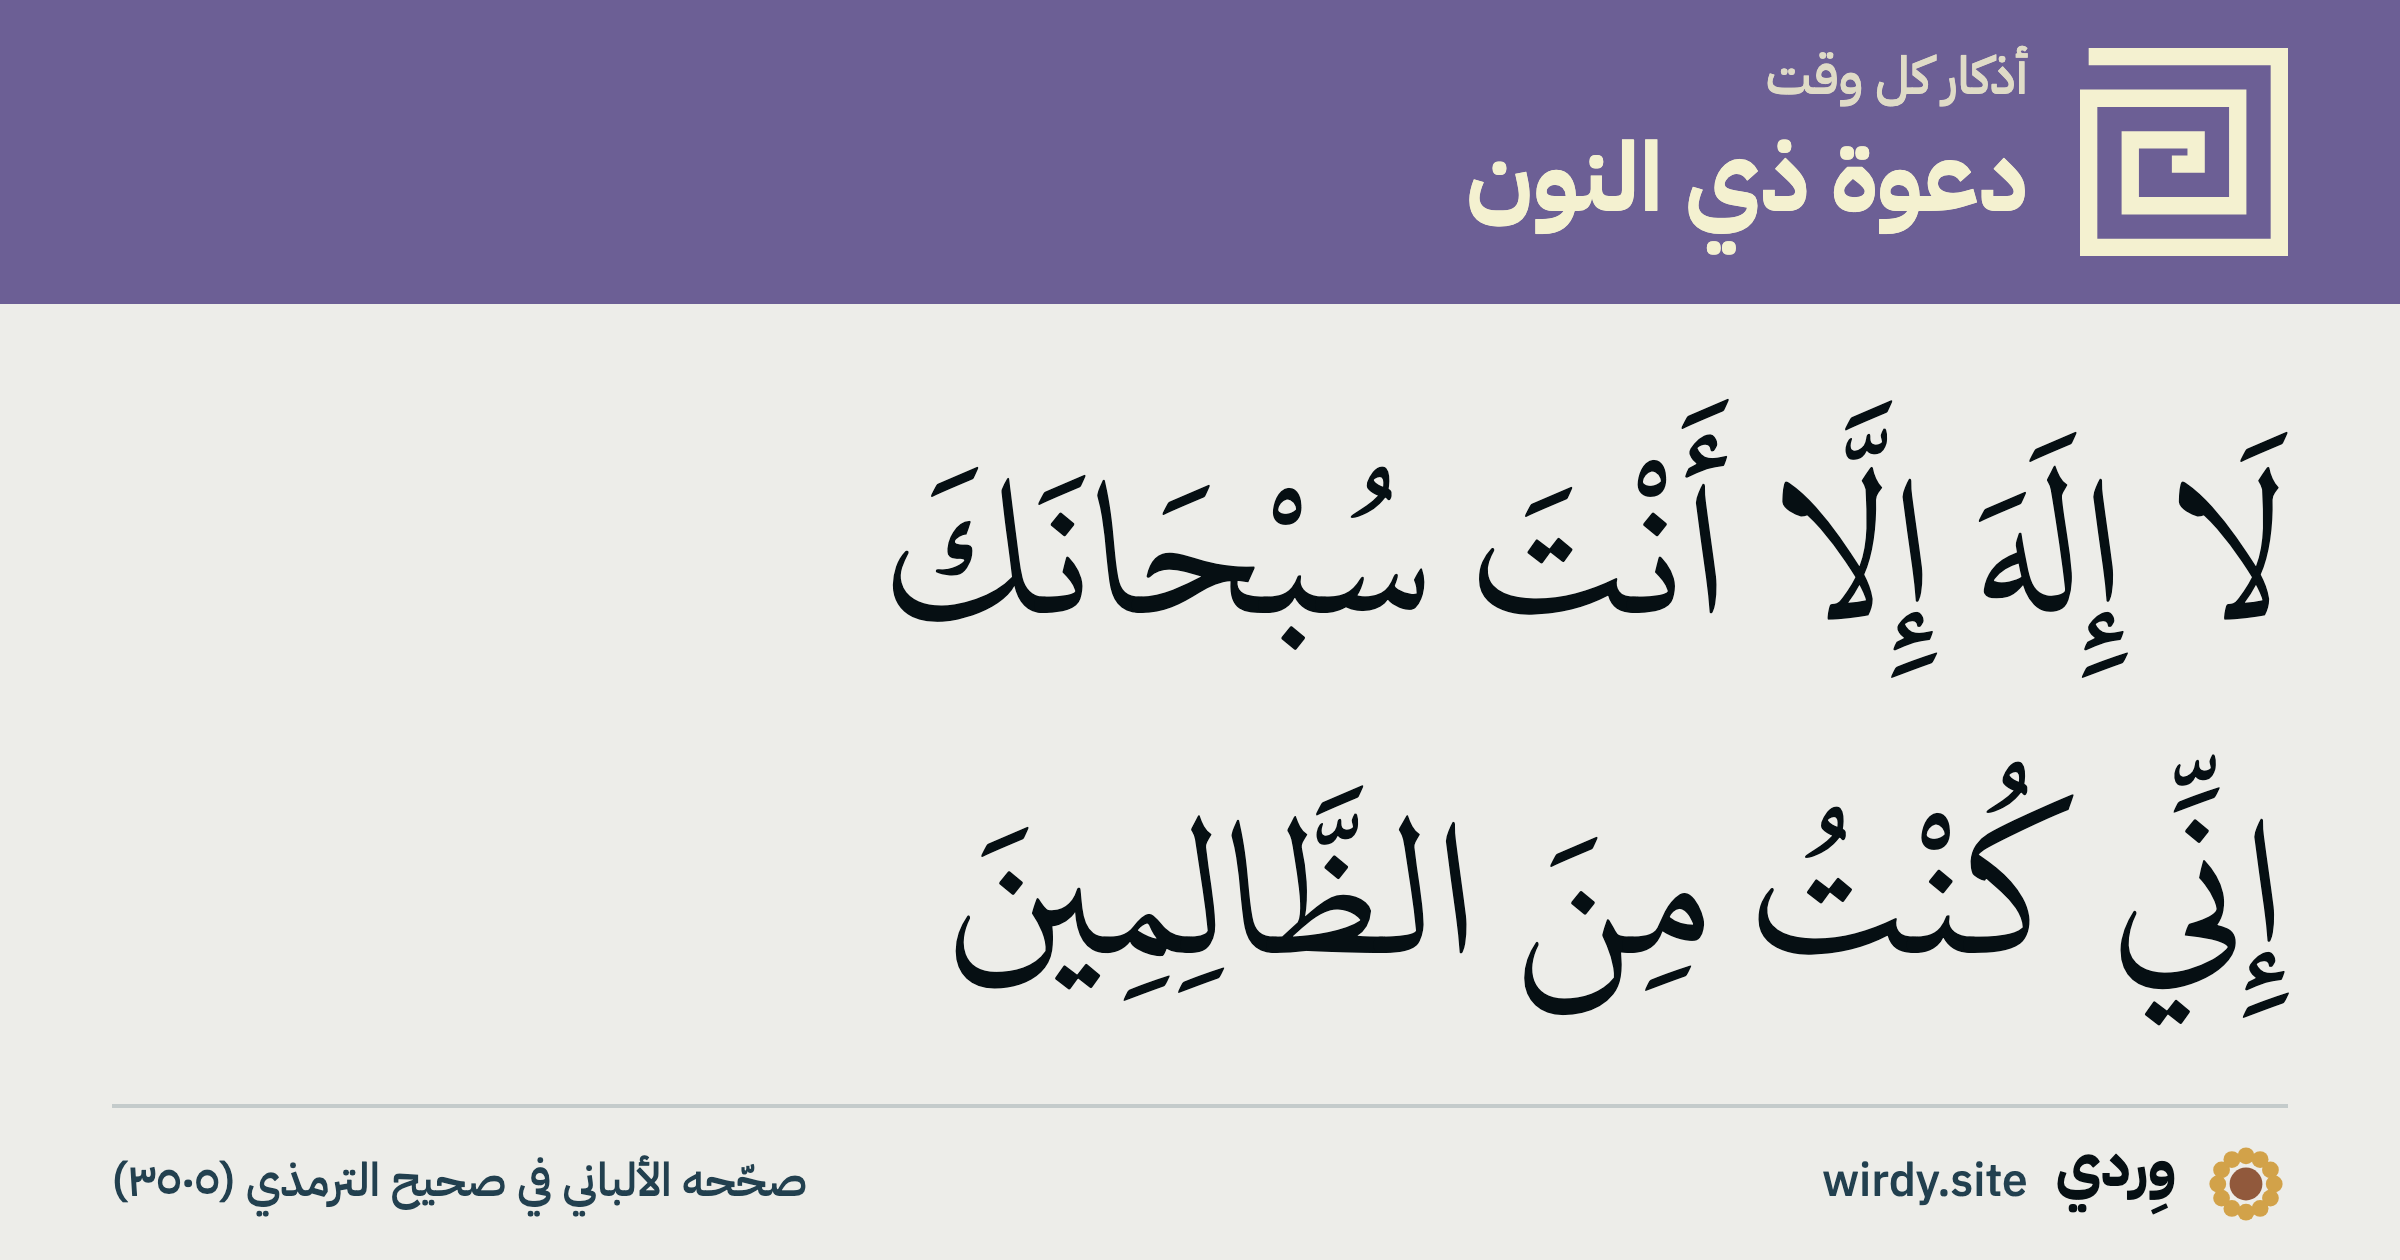 أذكار كل وقت
دعوة ذي النون
لَا إِلَهَ إِلَّا أَنْتَ سُبْحَانَكَ
إِنِّي كُنْتُ مِنَ الظَّالِمِينَ
وِردي wirdy.site
صحّحه الألباني في صحيح الترمذي (٣٥٠٥)